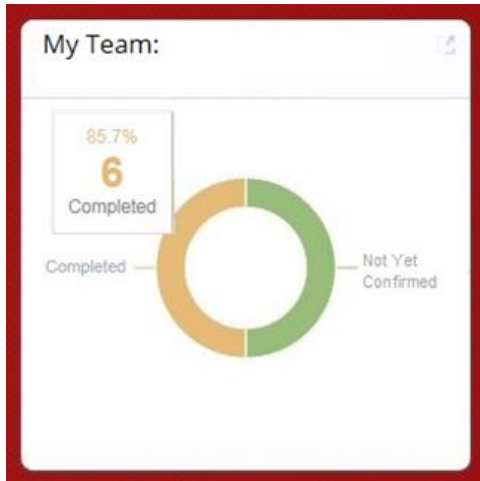 My Team:
85.7%
6
Completed
Completed
Not Yet
Confirmed